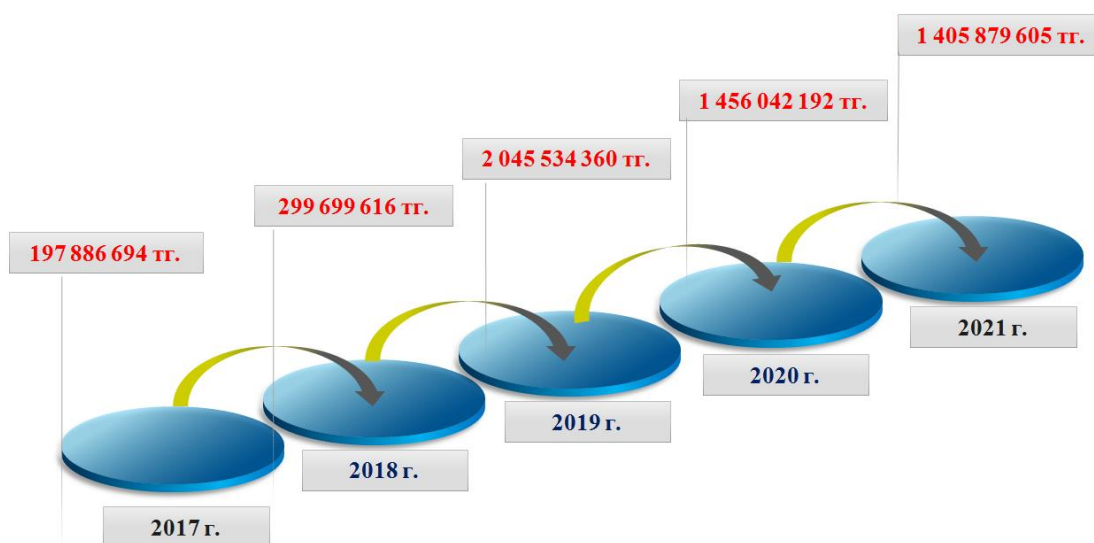 1 405 879 605 тг.
1 456 042 192 тг.
2 045 534 360 тг.
299 699 616 тг.
197 886 694 тг.
2021 г.
2020 г.
2019 г.
2018 г.
2017 г.